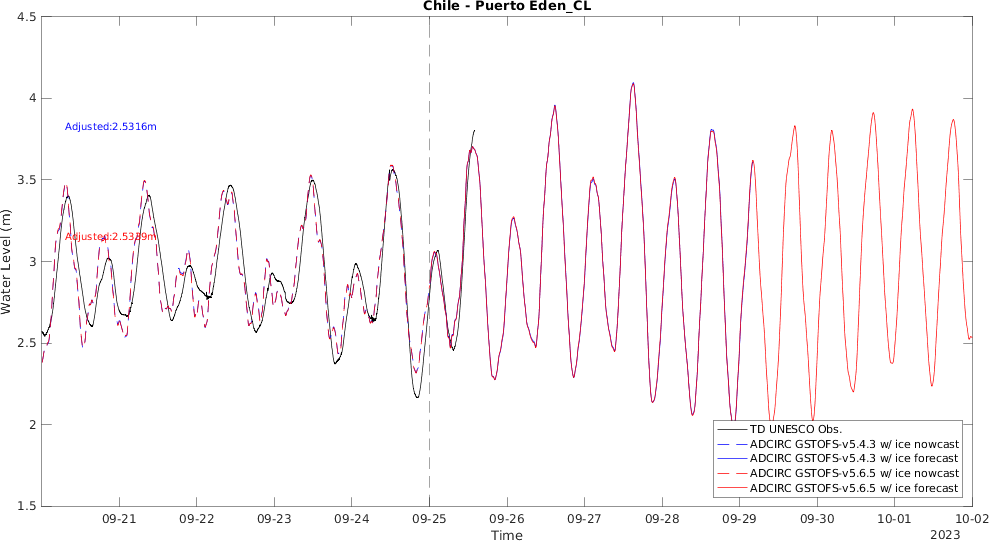 Chile - Puerto Eden_CL
4.5
4
3.5
3
2.5
2
1.5
Water Level (m)
Adjusted:2.5316m
Adjusted:2.5339m
TD UNESCO Obs.
ADCIRC GSTOFS-v5.4.3 w/ ice nowcast
ADCIRC GSTOFS-v5.4.3 w/ ice forecast
ADCIRC GSTOFS-v5.6.5 w/ ice nowcast
ADCIRC GSTOFS-v5.6.5 w/ ice forecast
09-21 09-22 09-23 09-24 09-25 09-26 09-27 09-28 09-29 09-30 10-01 10-02
Time
2023